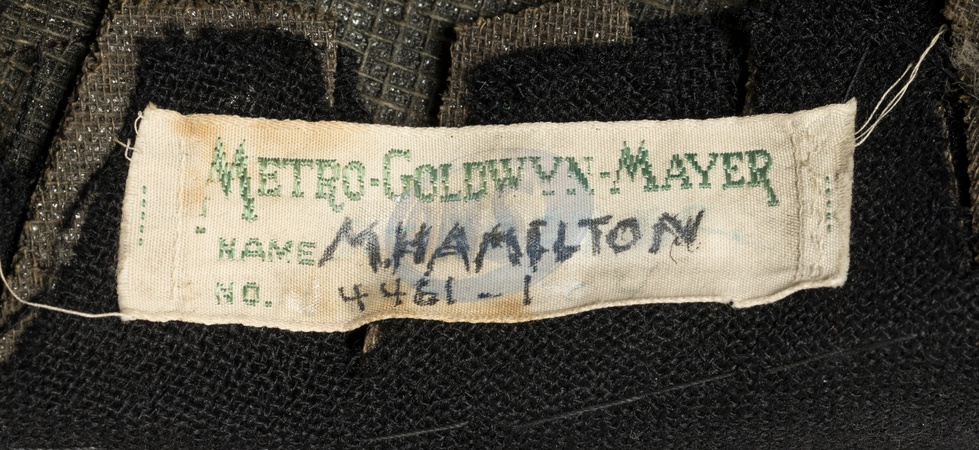 METRO-GOLDWYN-MAYER
NAME M.HAMILTON
NO. 4461-1